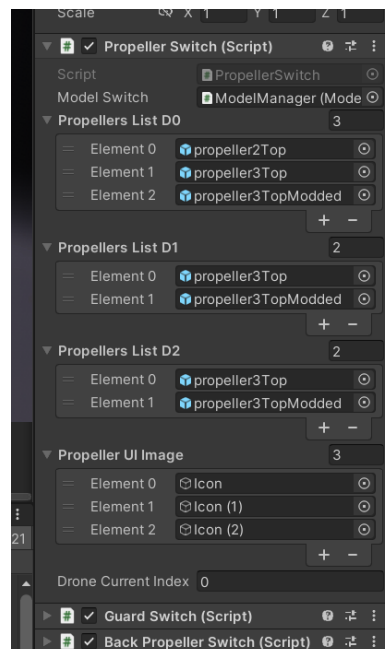 Scale X 1 Y 1 Z 1
# Propeller Switch (Script)
Script # PropellerSwitch
Model Switch # ModelManager (Mode
Propellers List D0 3
Element 0 propeller2Top
Element 1 propeller3Top
Element 2 propeller3TopModded
+ −
Propellers List D1 2
Element 0 propeller3Top
Element 1 propeller3TopModded
+ −
Propellers List D2 2
Element 0 propeller3Top
Element 1 propeller3TopModded
+ −
Propeller UI Image 3
Element 0 Icon
Element 1 Icon (1)
21 Element 2 Icon (2)
+ −
Drone Current Index 0
# Guard Switch (Script)
# Back Propeller Switch (Script)